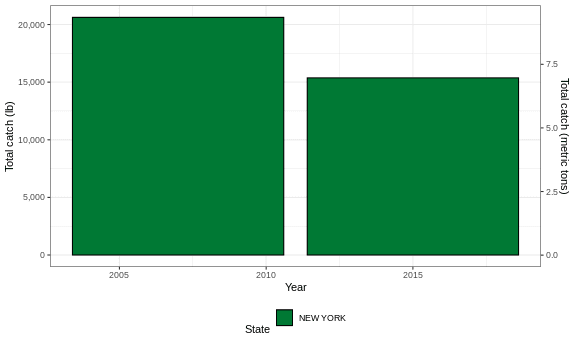 20,000
15,000
10,000
5,000
0
Total catch (lb)
7.5
5.0
2.5
0.0
Total catch (metric tons)
2005 2010 2015
Year
State NEW YORK